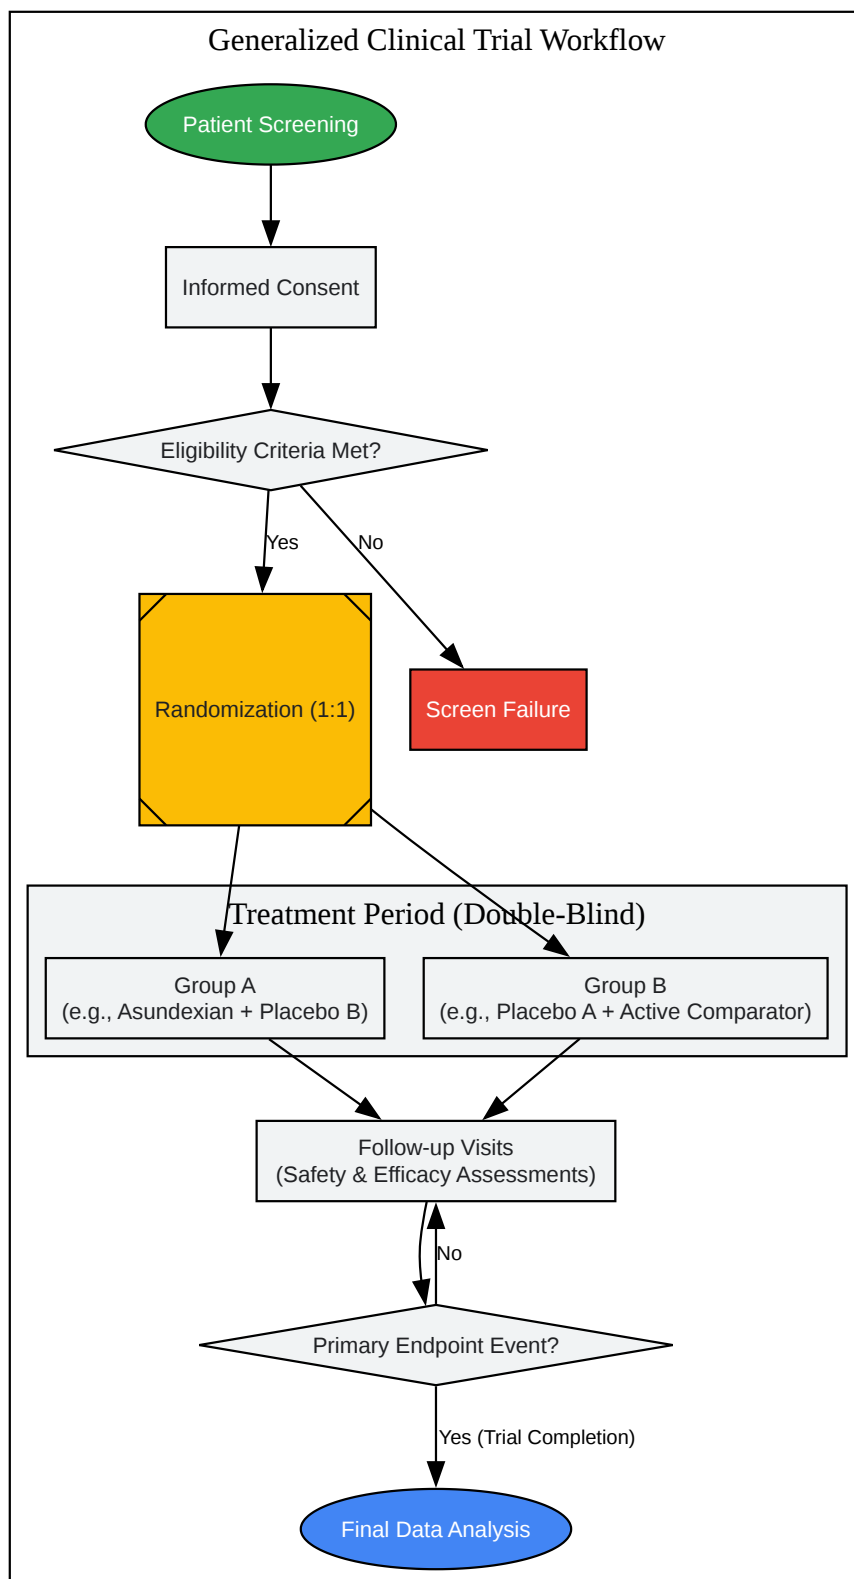 Generalized Clinical Trial Workflow
Patient Screening
Informed Consent
Eligibility Criteria Met?
Yes
No
Randomization (1:1)
Screen Failure
Treatment Period (Double-Blind)
Group A
(e.g., Asundexian + Placebo B)
Group B
(e.g., Placebo A + Active Comparator)
Follow-up Visits
(Safety & Efficacy Assessments)
No
Primary Endpoint Event?
Yes (Trial Completion)
Final Data Analysis